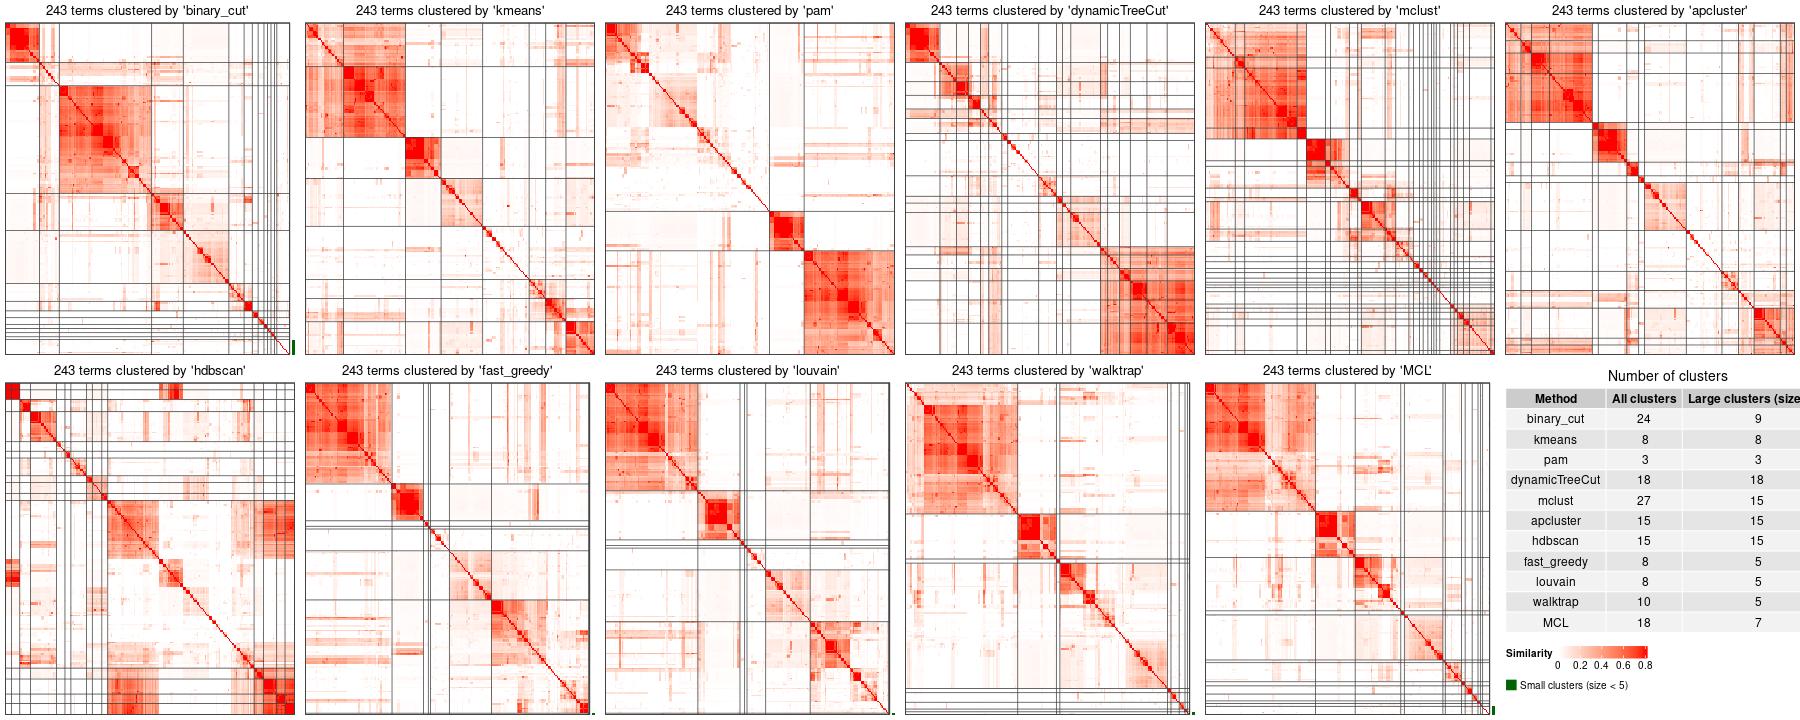 243 terms clustered by 'binary_cut'
243 terms clustered by 'kmeans'
243 terms clustered by 'pam'
243 terms clustered by 'dynamicTreeCut'
243 terms clustered by 'mclust'
243 terms clustered by 'apcluster'
243 terms clustered by 'hdbscan'
243 terms clustered by 'fast_greedy'
243 terms clustered by 'louvain'
243 terms clustered by 'walktrap'
243 terms clustered by 'MCL'
Number of clusters
Method All clusters Large clusters (size
binary_cut 24 9
kmeans 8 8
pam 3 3
dynamicTreeCut 18 18
mclust 27 15
apcluster 15 15
hdbscan 15 15
fast_greedy 8 5
louvain 8 5
walktrap 10 5
MCL 18 7
Similarity
0 0.2 0.4 0.6 0.8
Small clusters (size < 5)